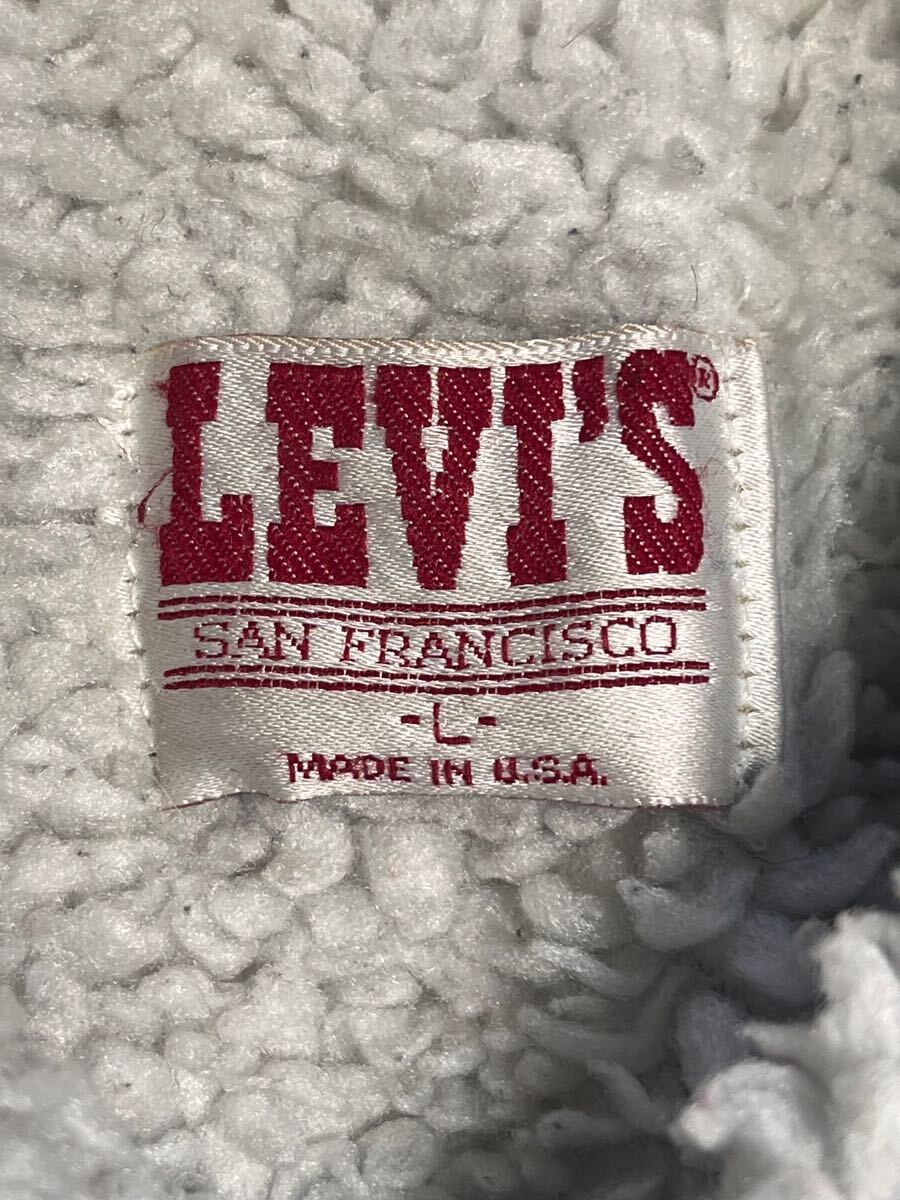 LEVI'S®
SAN FRANCISCO
-L-
MADE IN U.S.A.